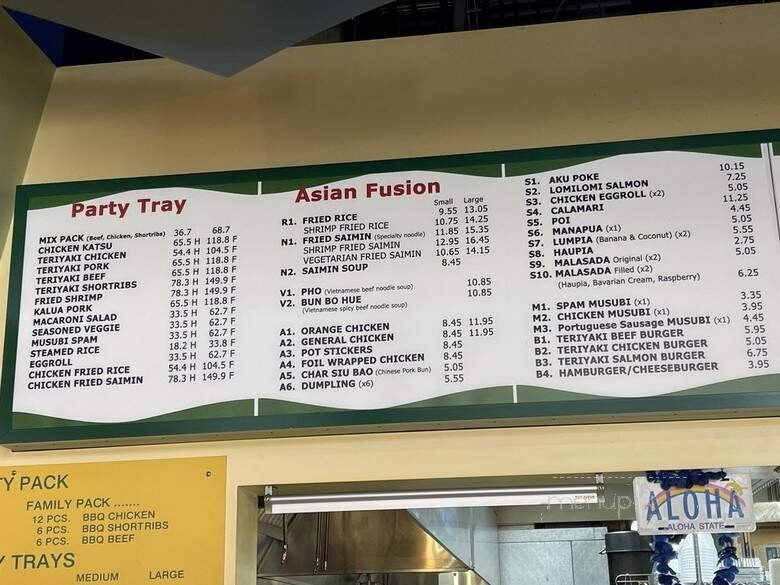 Party Tray
MIX PACK (Beef, Chicken, Shortribs) 36.7 68.7
CHICKEN KATSU 65.5 H 118.8 F
TERIYAKI CHICKEN 54.4 H 104.5 F
TERIYAKI PORK 65.5 H 118.8 F
TERIYAKI BEEF 65.5 H 118.8 F
TERIYAKI SHORTRIBS 78.3 H 149.9 F
FRIED SHRIMP 78.3 H 149.9 F
KALUA PORK 65.5 H 118.8 F
MACARONI SALAD 33.5 H 62.7 F
SEASONED VEGGIE 33.5 H 62.7 F
MUSUBI SPAM 33.5 H 62.7 F
STEAMED RICE 18.2 H 33.8 F
EGGROLL 33.5 H 62.7 F
CHICKEN FRIED RICE 54.4 H 104.5 F
CHICKEN FRIED SAIMIN 78.3 H 149.9 F
Asian Fusion
Small Large
R1. FRIED RICE 9.55 13.05
SHRIMP FRIED RICE 10.75 14.25
N1. FRIED SAIMIN (Specialty noodle) 11.85 15.35
SHRIMP FRIED SAIMIN 12.95 16.45
VEGETARIAN FRIED SAIMIN 10.65 14.15
N2. SAIMIN SOUP 8.45
V1. PHO (Vietnamese beef noodle soup) 10.85
V2. BUN BO HUE 10.85
(Vietnamese spicy beef noodle soup)
A1. ORANGE CHICKEN 8.45 11.95
A2. GENERAL CHICKEN 8.45 11.95
A3. POT STICKERS 8.45
A4. FOIL WRAPPED CHICKEN 8.45
A5. CHAR SIU BAO (Chinese Pork Bun) 5.05
A6. DUMPLING (x6) 5.55
S1. AKU POKE 10.15
S2. LOMILOMI SALMON 7.25
S3. CHICKEN EGGROLL (x2) 5.05
S4. CALAMARI 11.25
S5. POI 4.45
S6. MANAPUA (x1) 5.05
S7. LUMPIA (Banana & Coconut) (x2) 5.55
S8. HAUPIA 2.75
S9. MALASADA Original (x2) 5.05
S10. MALASADA Filled (x2) 6.25
(Haupia, Bavarian Cream, Raspberry)
M1. SPAM MUSUBI (x1) 3.35
M2. CHICKEN MUSUBI (x1) 3.95
M3. Portuguese Sausage MUSUBI (x1) 4.45
B1. TERIYAKI BEEF BURGER 5.95
B2. TERIYAKI CHICKEN BURGER 5.05
B3. TERIYAKI SALMON BURGER 6.75
B4. HAMBURGER/CHEESEBURGER 3.95
TY PACK
FAMILY PACK .......
12 PCS. BBQ CHICKEN
6 PCS. BBQ SHORTRIBS
6 PCS. BBQ BEEF
Y TRAYS
MEDIUM LARGE
ALOHA
ALOHA STATE